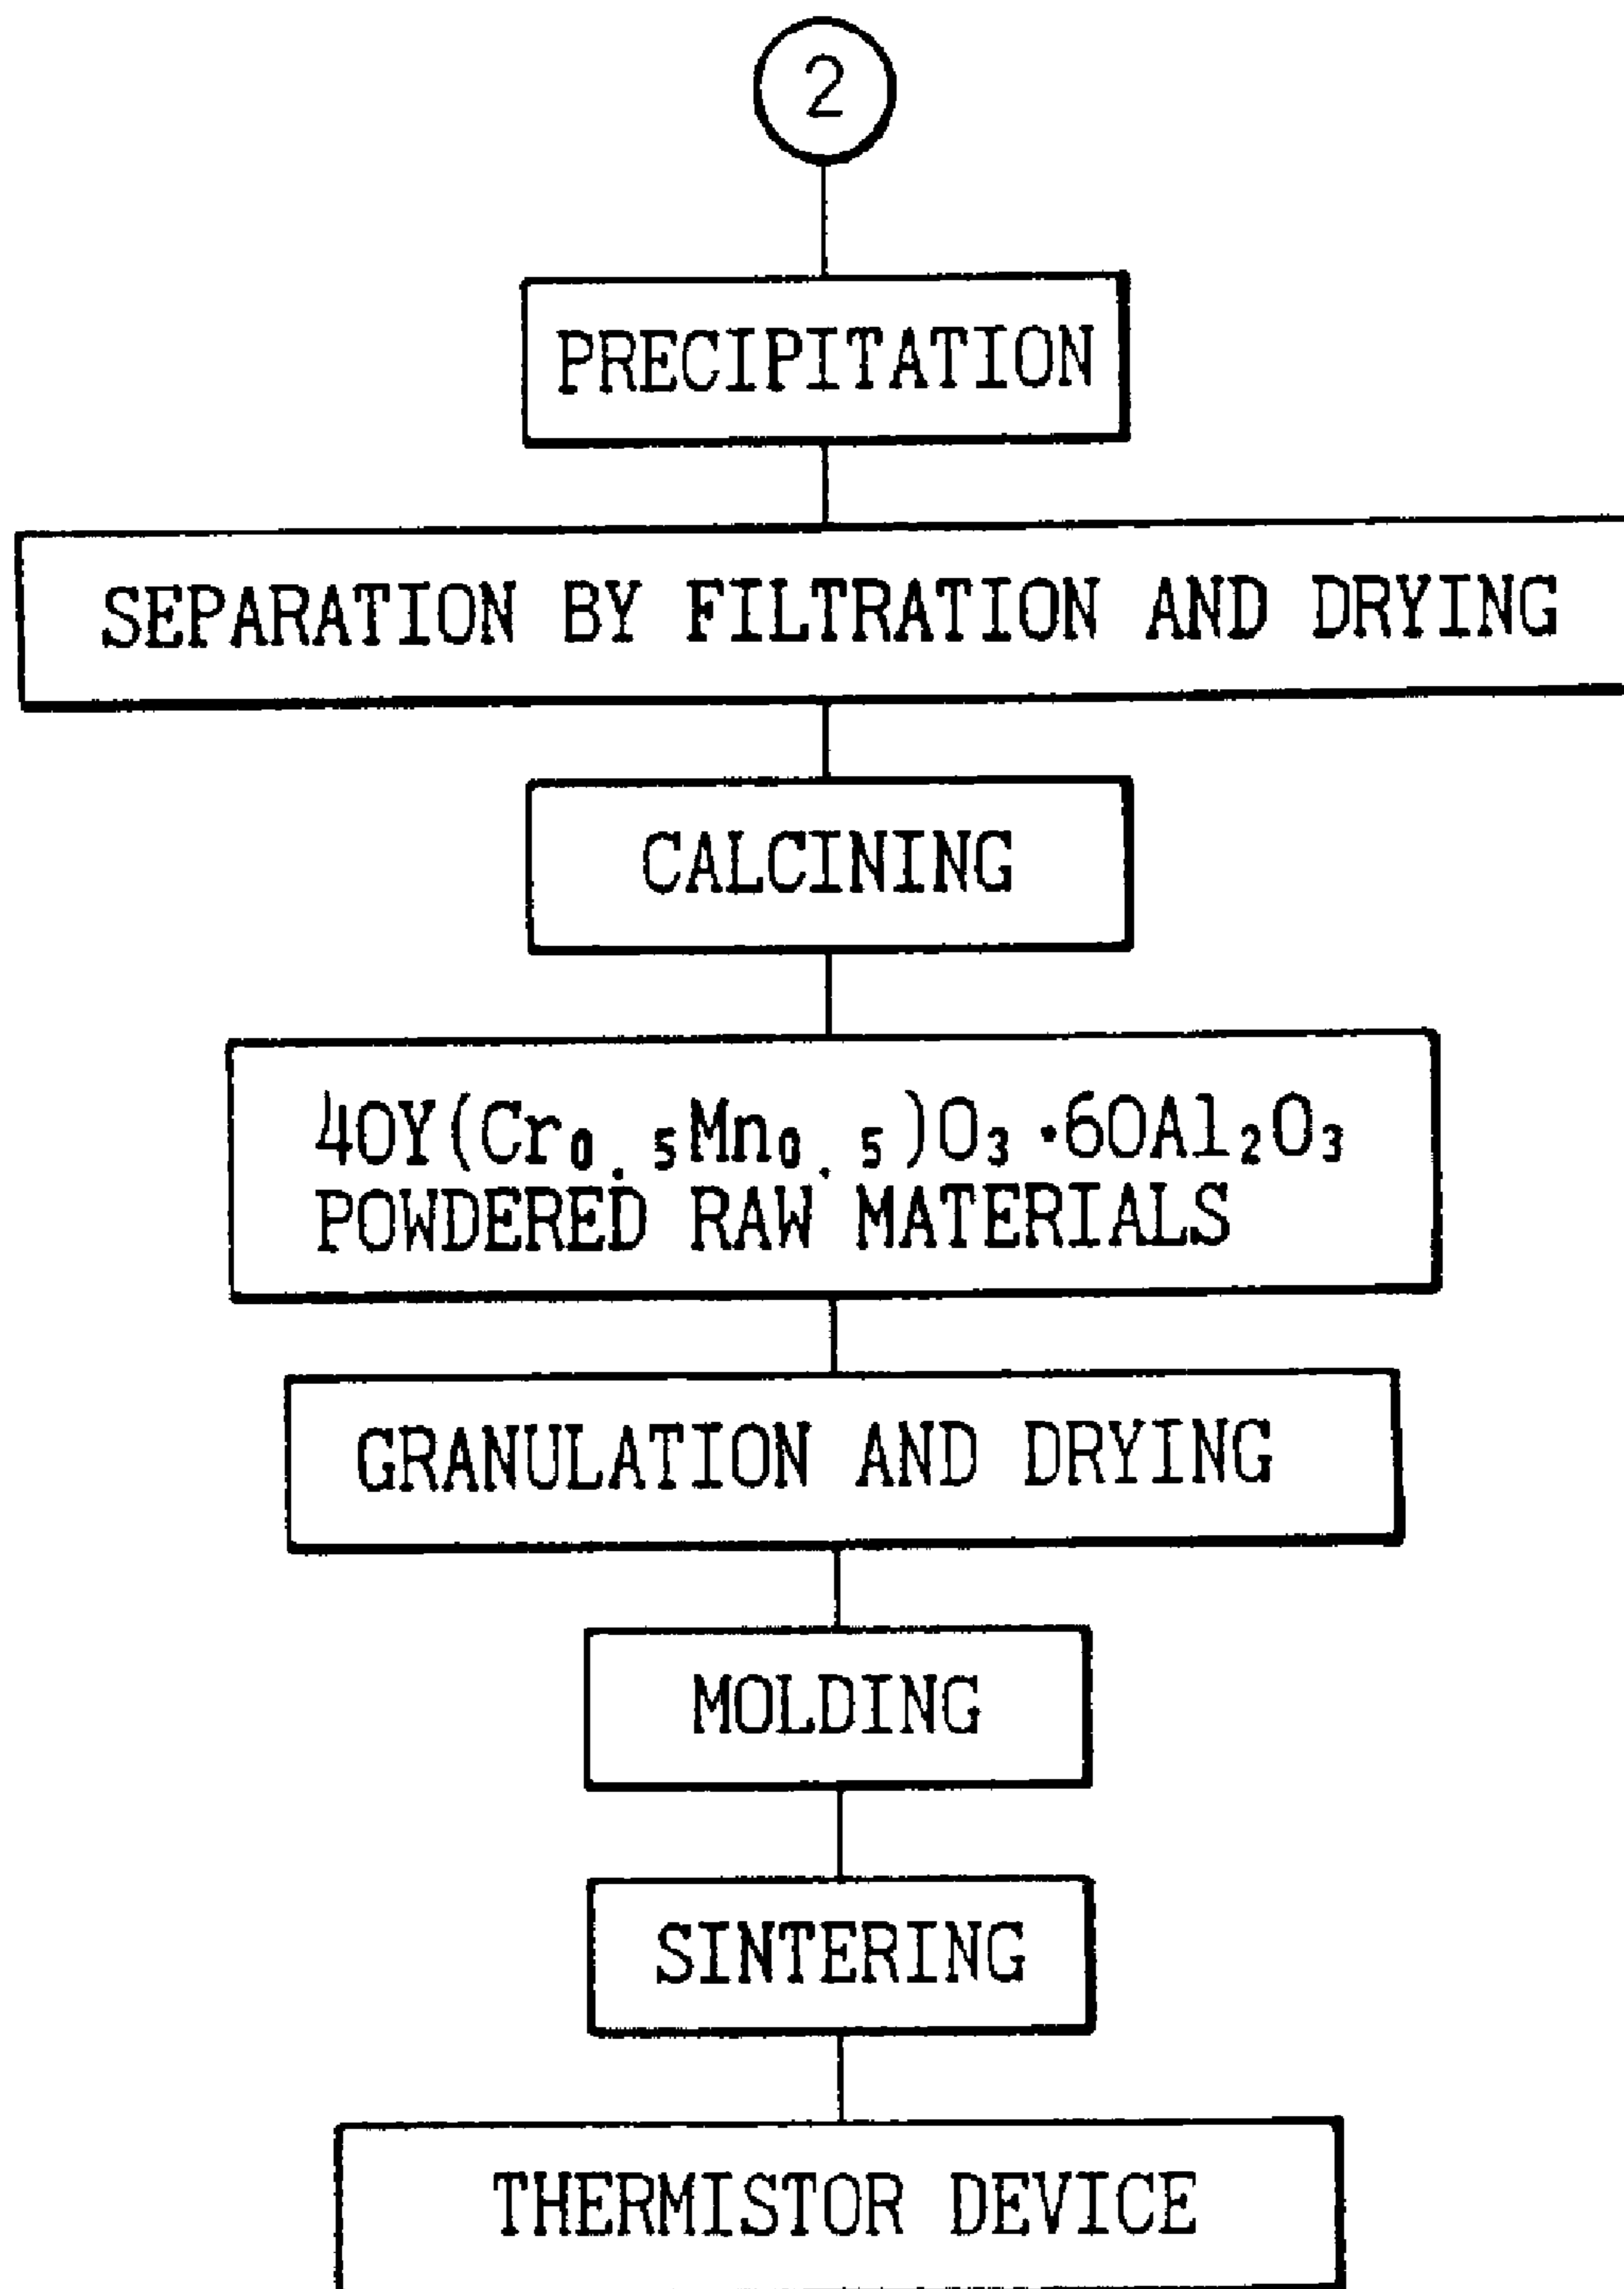 2
PRECIPITATION
SEPARATION BY FILTRATION AND DRYING
CALCINING
40Y(Cr₀.₅Mn₀.₅)O₃·60Al₂O₃
POWDERED RAW MATERIALS
GRANULATION AND DRYING
MOLDING
SINTERING
THERMISTOR DEVICE